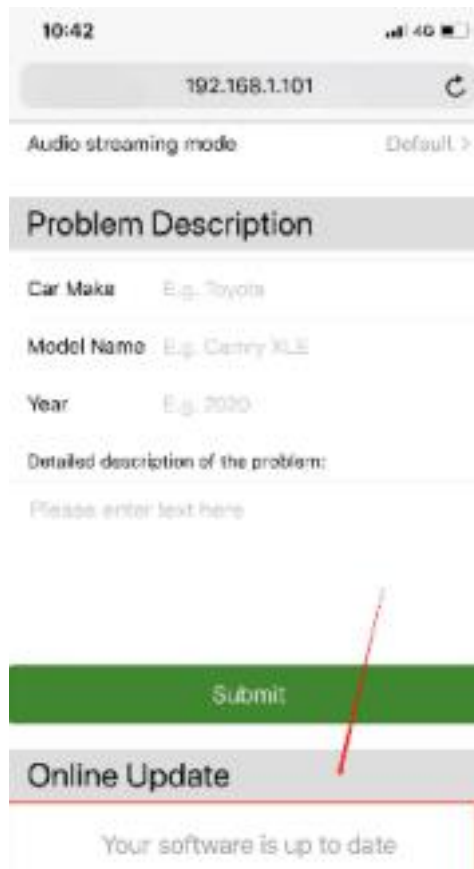 10:42
4G
192.168.1.101
Audio streaming mode Default >
Problem Description
Car Make E.g. Toyota
Model Name E.g. Camry XLE
Year E.g. 2020
Detailed description of the problem:
Please enter text here
Submit
Online Update
Your software is up to date